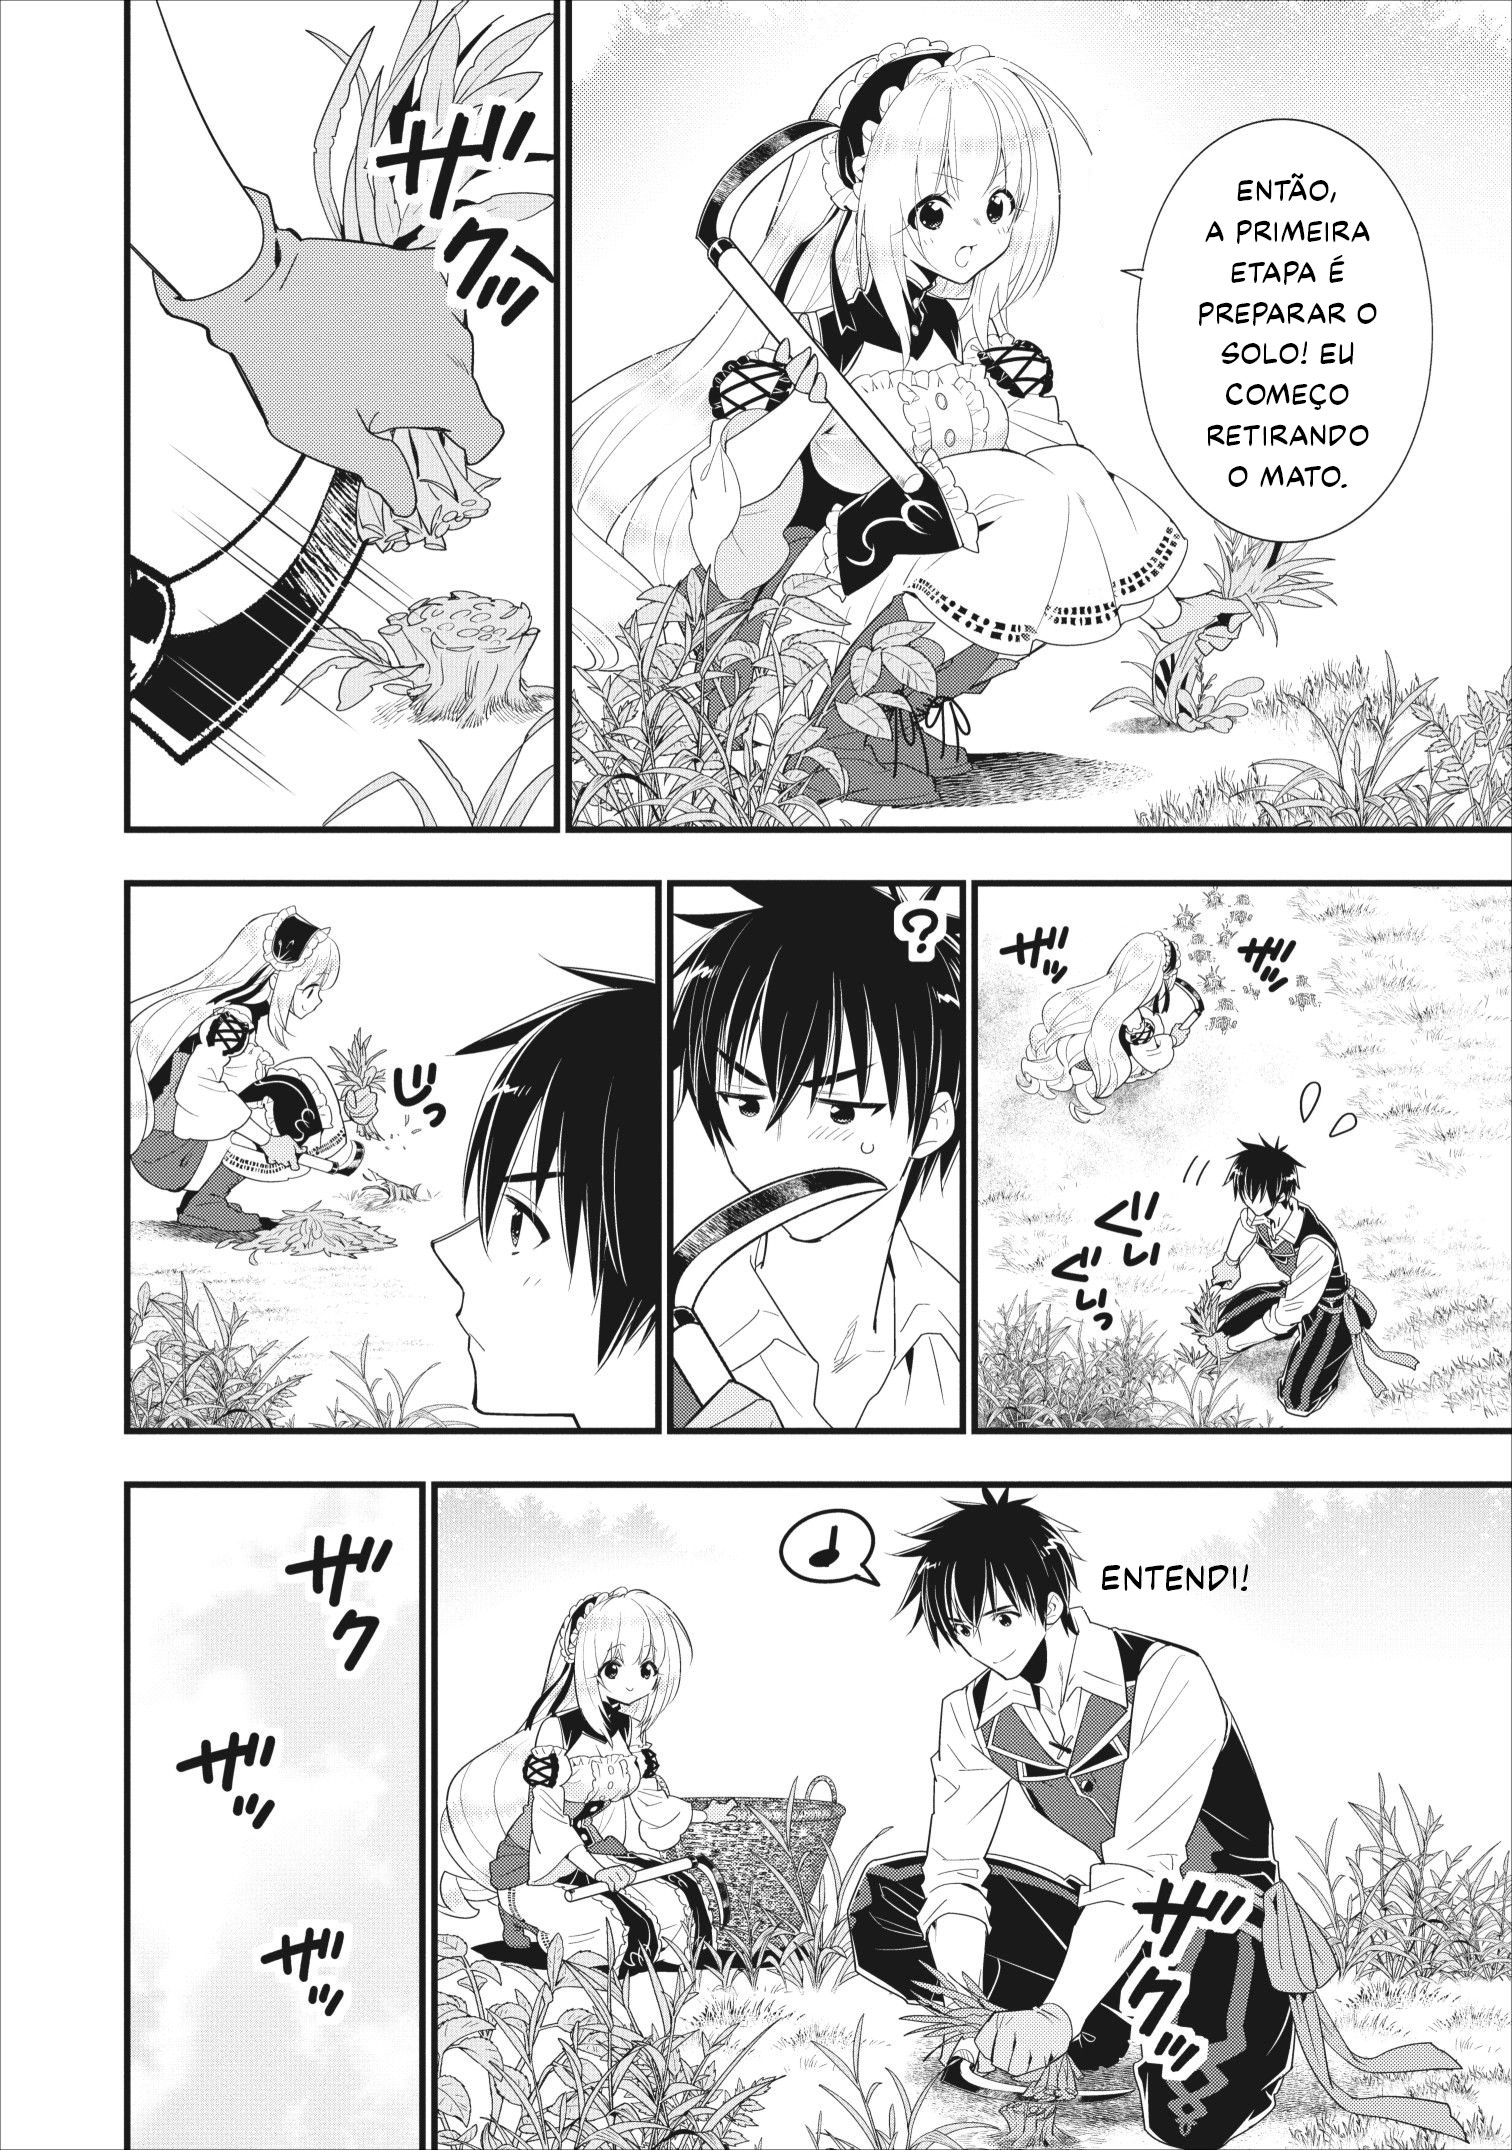 ENTÃO,
A PRIMEIRA
ETAPA É
PREPARAR O
SOLO! EU
COMEÇO
RETIRANDO
O MATO.
ザ
クッ
ザッ
ザッ
ぐい
ぐいっ
?
じっ
ENTENDI!
ザ
クッ
ザ
ク
ザッ
ザッ